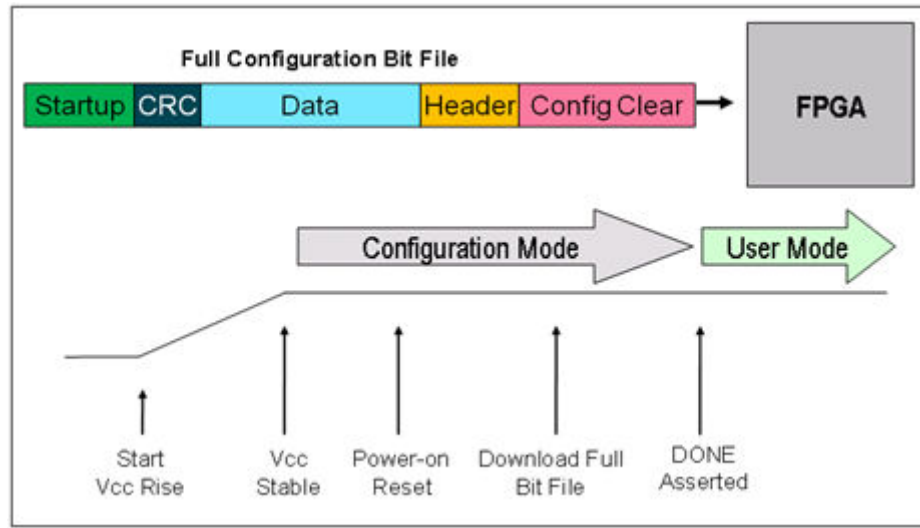 Full Configuration Bit File
Startup CRC Data Header Config Clear
FPGA
Configuration Mode
User Mode
Start
Vcc Rise
Vcc
Stable
Power-on
Reset
Download Full
Bit File
DONE
Asserted